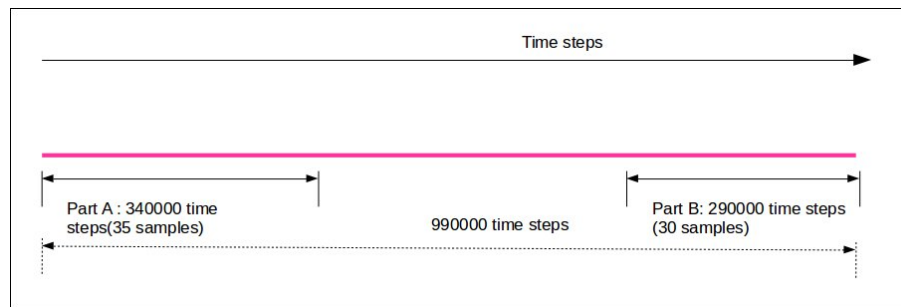 Time steps
Part A : 340000 time
steps(35 samples)
990000 time steps
Part B: 290000 time steps
(30 samples)